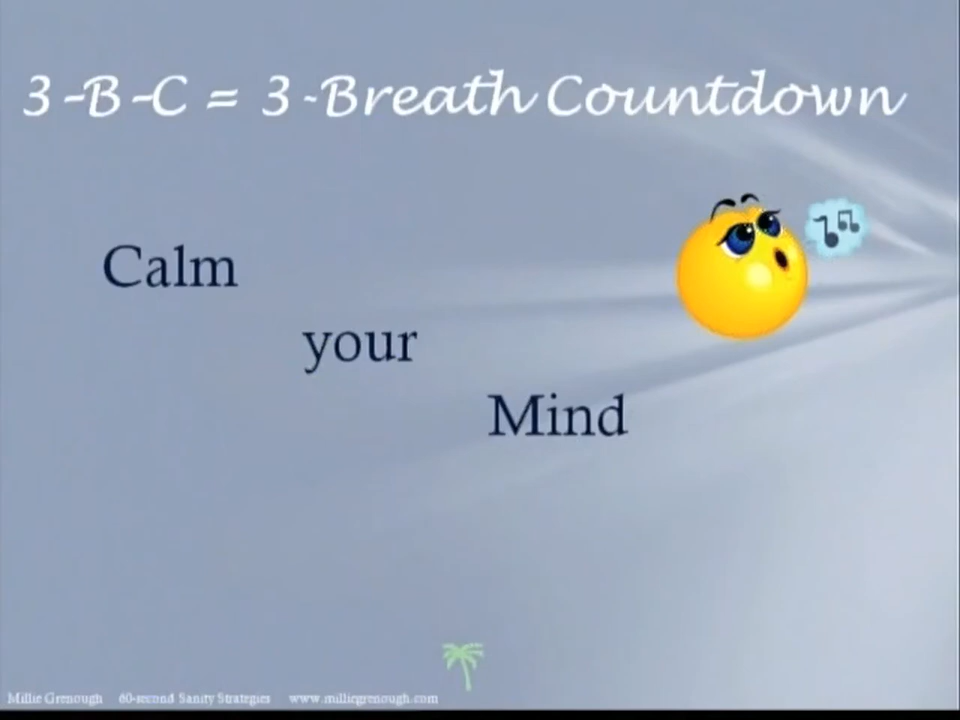 3-B-C = 3-Breath Countdown
Calm
your
Mind
Millie Grenough 60-second Sanity Strategies www.milliegrenough.com